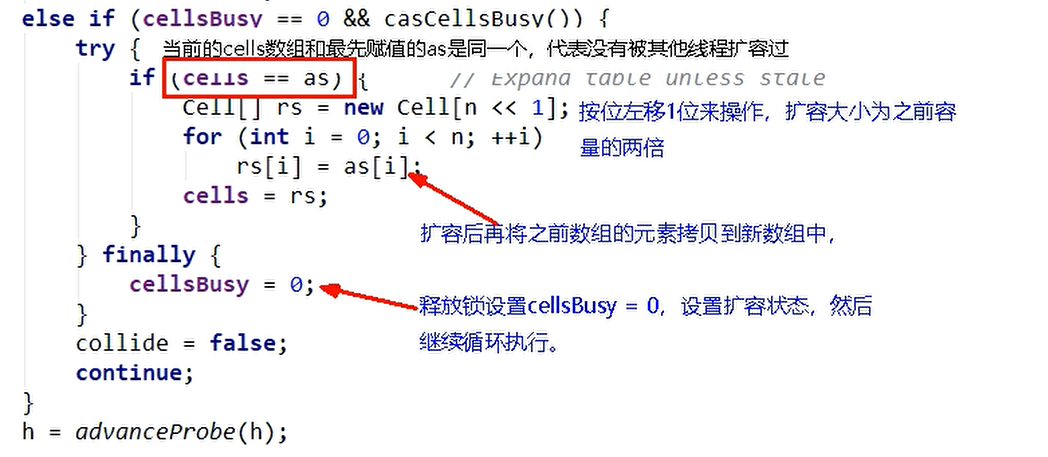 else if (cellsBusy == 0 && casCellsBusy()) {
try { 当前的cells数组和最先赋值的as是同一个，代表没有被其他线程扩容过
if (cells == as) { // Expand table unless stale
Cell[] rs = new Cell[n << 1]; 按位左移1位来操作，扩容大小为之前容
for (int i = 0; i < n; ++i) 量的两倍
rs[i] = as[i];
cells = rs;
} 扩容后再将之前数组的元素拷贝到新数组中，
} finally {
cellsBusy = 0;
} 释放锁设置cellsBusy = 0，设置扩容状态，然后
collide = false; 继续循环执行。
continue;
}
h = advanceProbe(h);